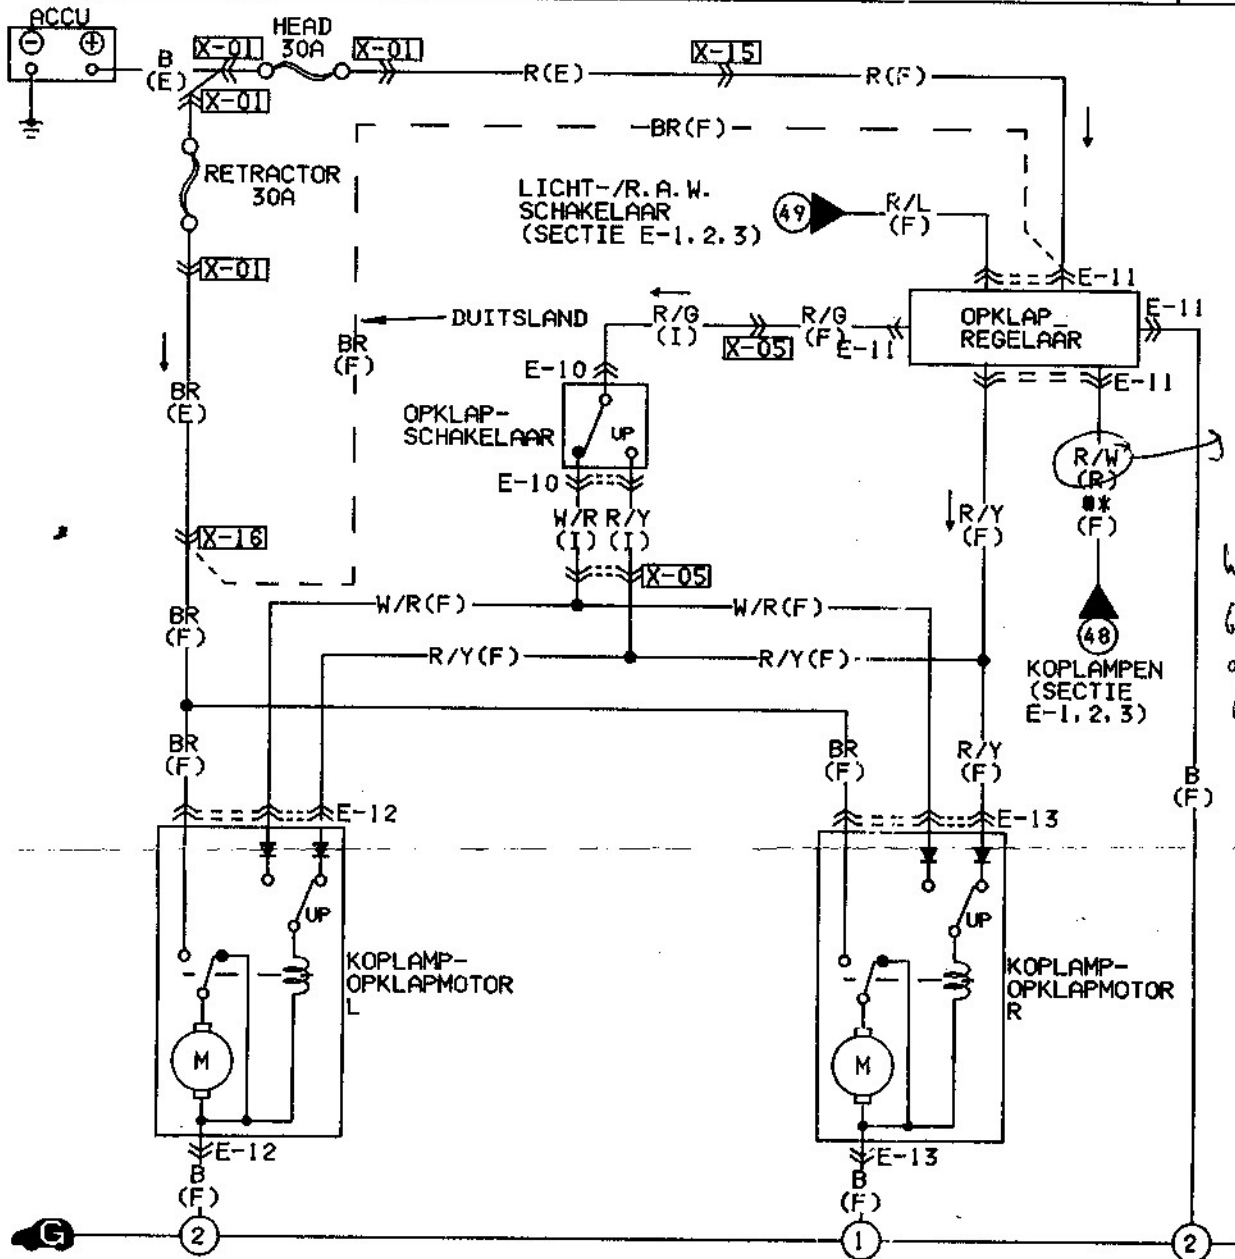 ACCU
B
(E)
X-01
HEAD
30A
X-01
R(E)
X-15
R(F)
X-01
BR(F)
RETRACTOR
30A
LICHT-/R.A.W.
SCHAKELAAR
(SECTIE E-1.2.3)
49
R/L
(F)
X-01
E-11
DUITSLAND
R/G
(I)
R/G
(F)
X-05
E-11
OPKLAP_
REGELAAR
E-11
BR
(F)
E-10
E-11
BR
(E)
OPKLAP-
SCHAKELAAR
UP
R/W
(R)
**
(F)
E-10
X-16
W/R
(I)
R/Y
(I)
R/Y
(F)
X-05
48
KOPLAMPEN
(SECTIE
E-1.2.3)
BR
(F)
W/R(F)
W/R(F)
R/Y(F)
R/Y(F)
BR
(F)
BR
(F)
R/Y
(F)
B
(F)
E-12
E-13
UP
UP
KOPLAMP-
OPKLAPMOTOR
L
KOPLAMP-
OPKLAPMOTOR
R
M
M
E-12
E-13
B
(F)
B
(F)
G
2
1
2